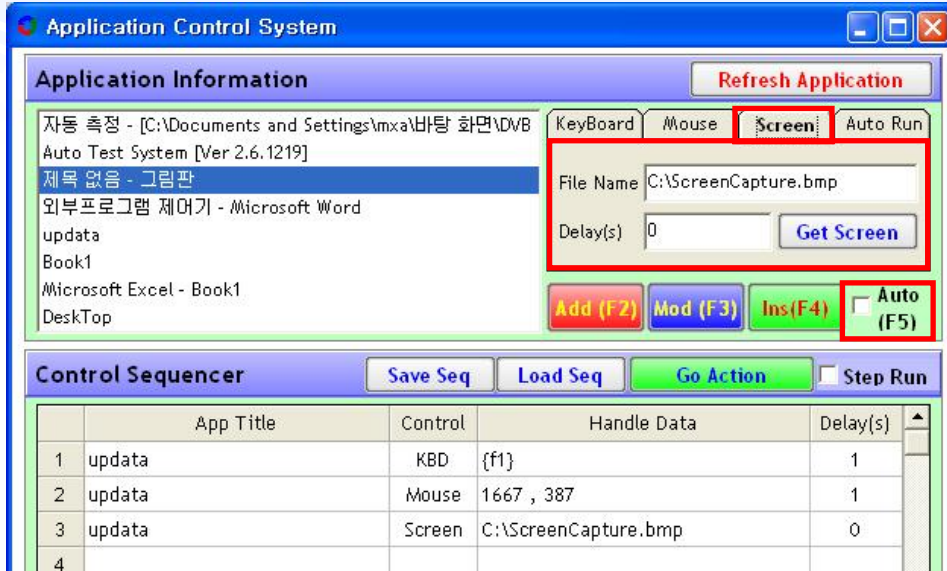 Application Control System
Application Information
Refresh Application
자동 측정 - [C:\Documents and Settings\mxa\바탕 화면\DVB
Auto Test System [Ver 2.6.1219]
제목 없음 - 그림판
외부프로그램 제어기 - Microsoft Word
updata
Book1
Microsoft Excel - Book1
DeskTop
KeyBoard Mouse Screen Auto Run
File Name C:\ScreenCapture.bmp
Delay(s) 0 Get Screen
Add (F2) Mod (F3) Ins(F4) Auto
(F5)
Control Sequencer Save Seq Load Seq Go Action Step Run
App Title Control Handle Data Delay(s)
1 updata KBD {f1} 1
2 updata Mouse 1667 , 387 1
3 updata Screen C:\ScreenCapture.bmp 0
4